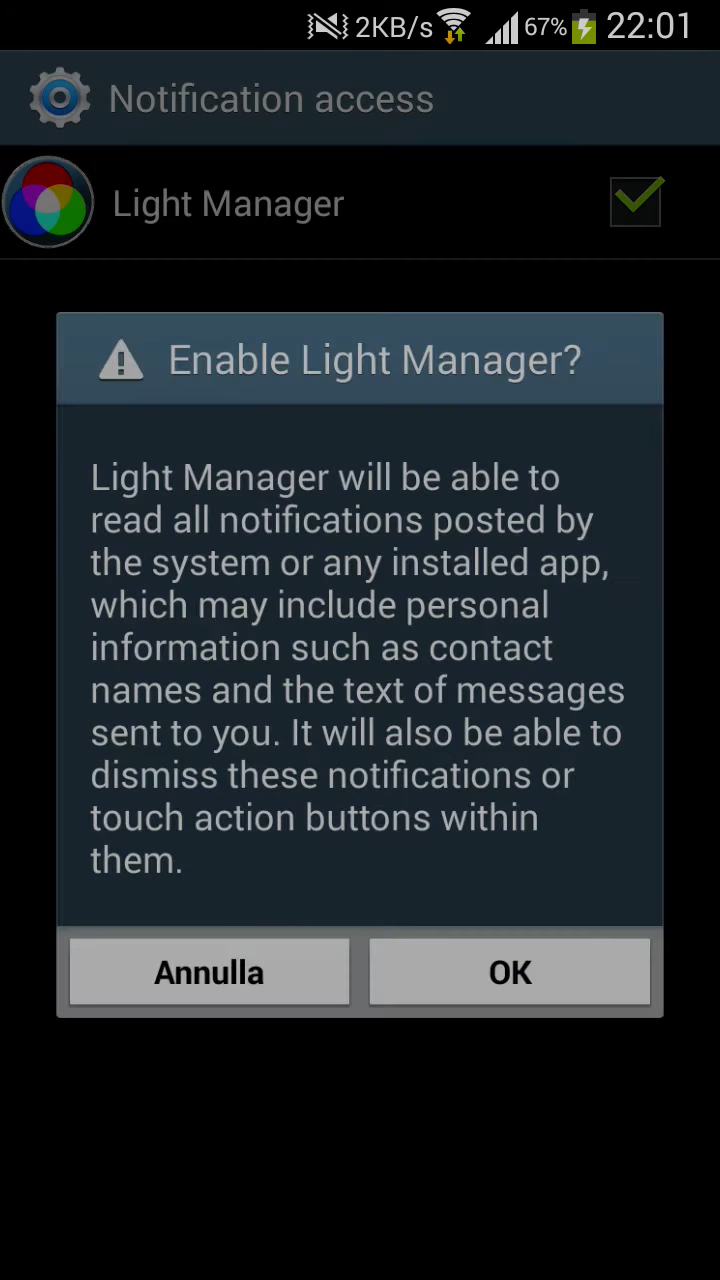 2KB/s 67% 22:01
Notification access
Light Manager
Enable Light Manager?
Light Manager will be able to
read all notifications posted by
the system or any installed app,
which may include personal
information such as contact
names and the text of messages
sent to you. It will also be able to
dismiss these notifications or
touch action buttons within
them.
Annulla OK